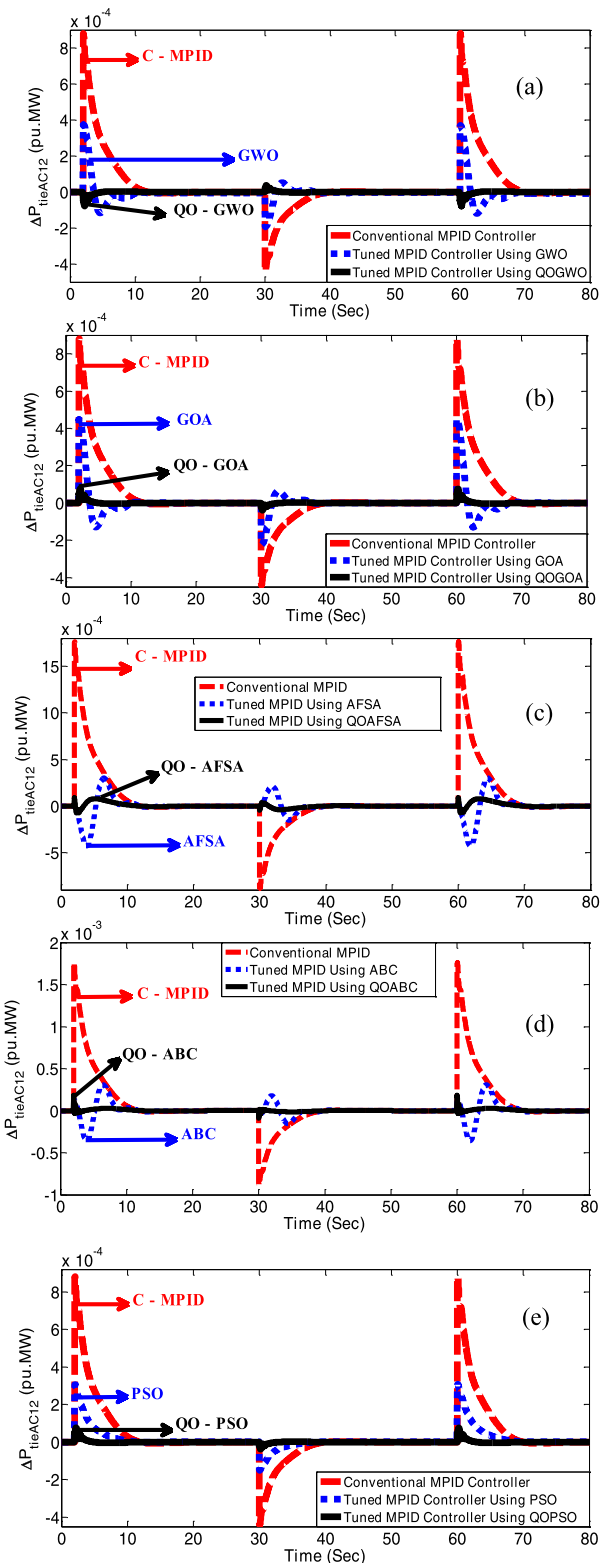 x 10-4
8
6
4
2
0
-2
-4
ΔPtieAC12 (pu.MW)
C - MPID
(a)
GWO
QO - GWO
Conventional MPID Controller
Tuned MPID Controller Using GWO
Tuned MPID Controller Using QOGWO
0 10 20 30 40 50 60 70 80
Time (Sec)
x 10-4
8
6
4
2
0
-2
-4
ΔPtieAC12 (pu.MW)
C - MPID
(b)
GOA
QO - GOA
Conventional MPID Controller
Tuned MPID Controller Using GOA
Tuned MPID Controller Using QOGOA
0 10 20 30 40 50 60 70 80
Time (Sec)
x 10-4
15
10
5
0
-5
ΔPtieAC12 (pu.MW)
C - MPID
Conventional MPID
Tuned MPID Using AFSA
Tuned MPID Using QOAFSA
(c)
QO - AFSA
AFSA
0 10 20 30 40 50 60 70 80
Time (Sec)
x 10-3
2
1.5
1
0.5
0
-0.5
-1
ΔPtieAC12 (pu.MW)
Conventional MPID
Tuned MPID Using ABC
Tuned MPID Using QOABC
C - MPID
(d)
QO - ABC
ABC
0 10 20 30 40 50 60 70 80
Time (Sec)
x 10-4
8
6
4
2
0
-2
-4
ΔPtieAC12 (pu.MW)
C - MPID
(e)
PSO
QO - PSO
Conventional MPID Controller
Tuned MPID Controller Using PSO
Tuned MPID Controller Using QOPSO
0 10 20 30 40 50 60 70 80
Time (Sec)